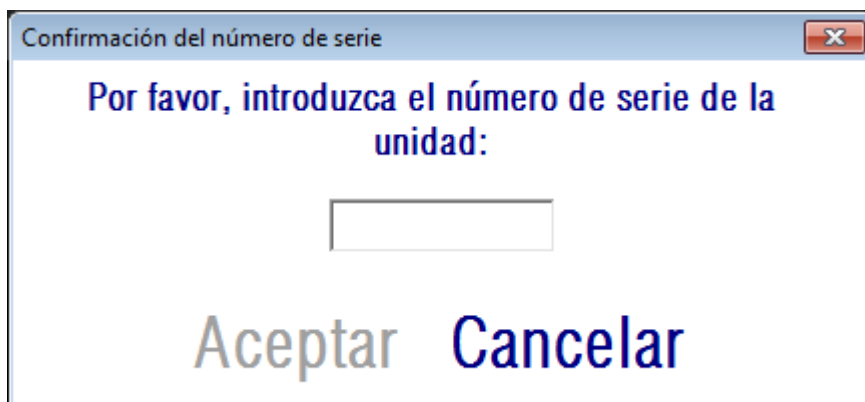 Confirmación del número de serie
Por favor, introduzca el número de serie de la
unidad:
Aceptar Cancelar